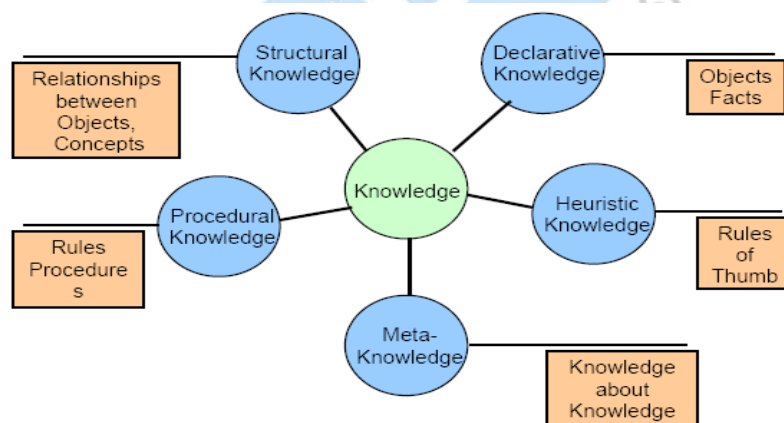 Structural
Knowledge
Declarative
Knowledge
Relationships
between
Objects,
Concepts
Objects
Facts
Knowledge
Procedural
Knowledge
Heuristic
Knowledge
Rules
Procedure
s
Rules
of
Thumb
Meta-
Knowledge
Knowledge
about
Knowledge